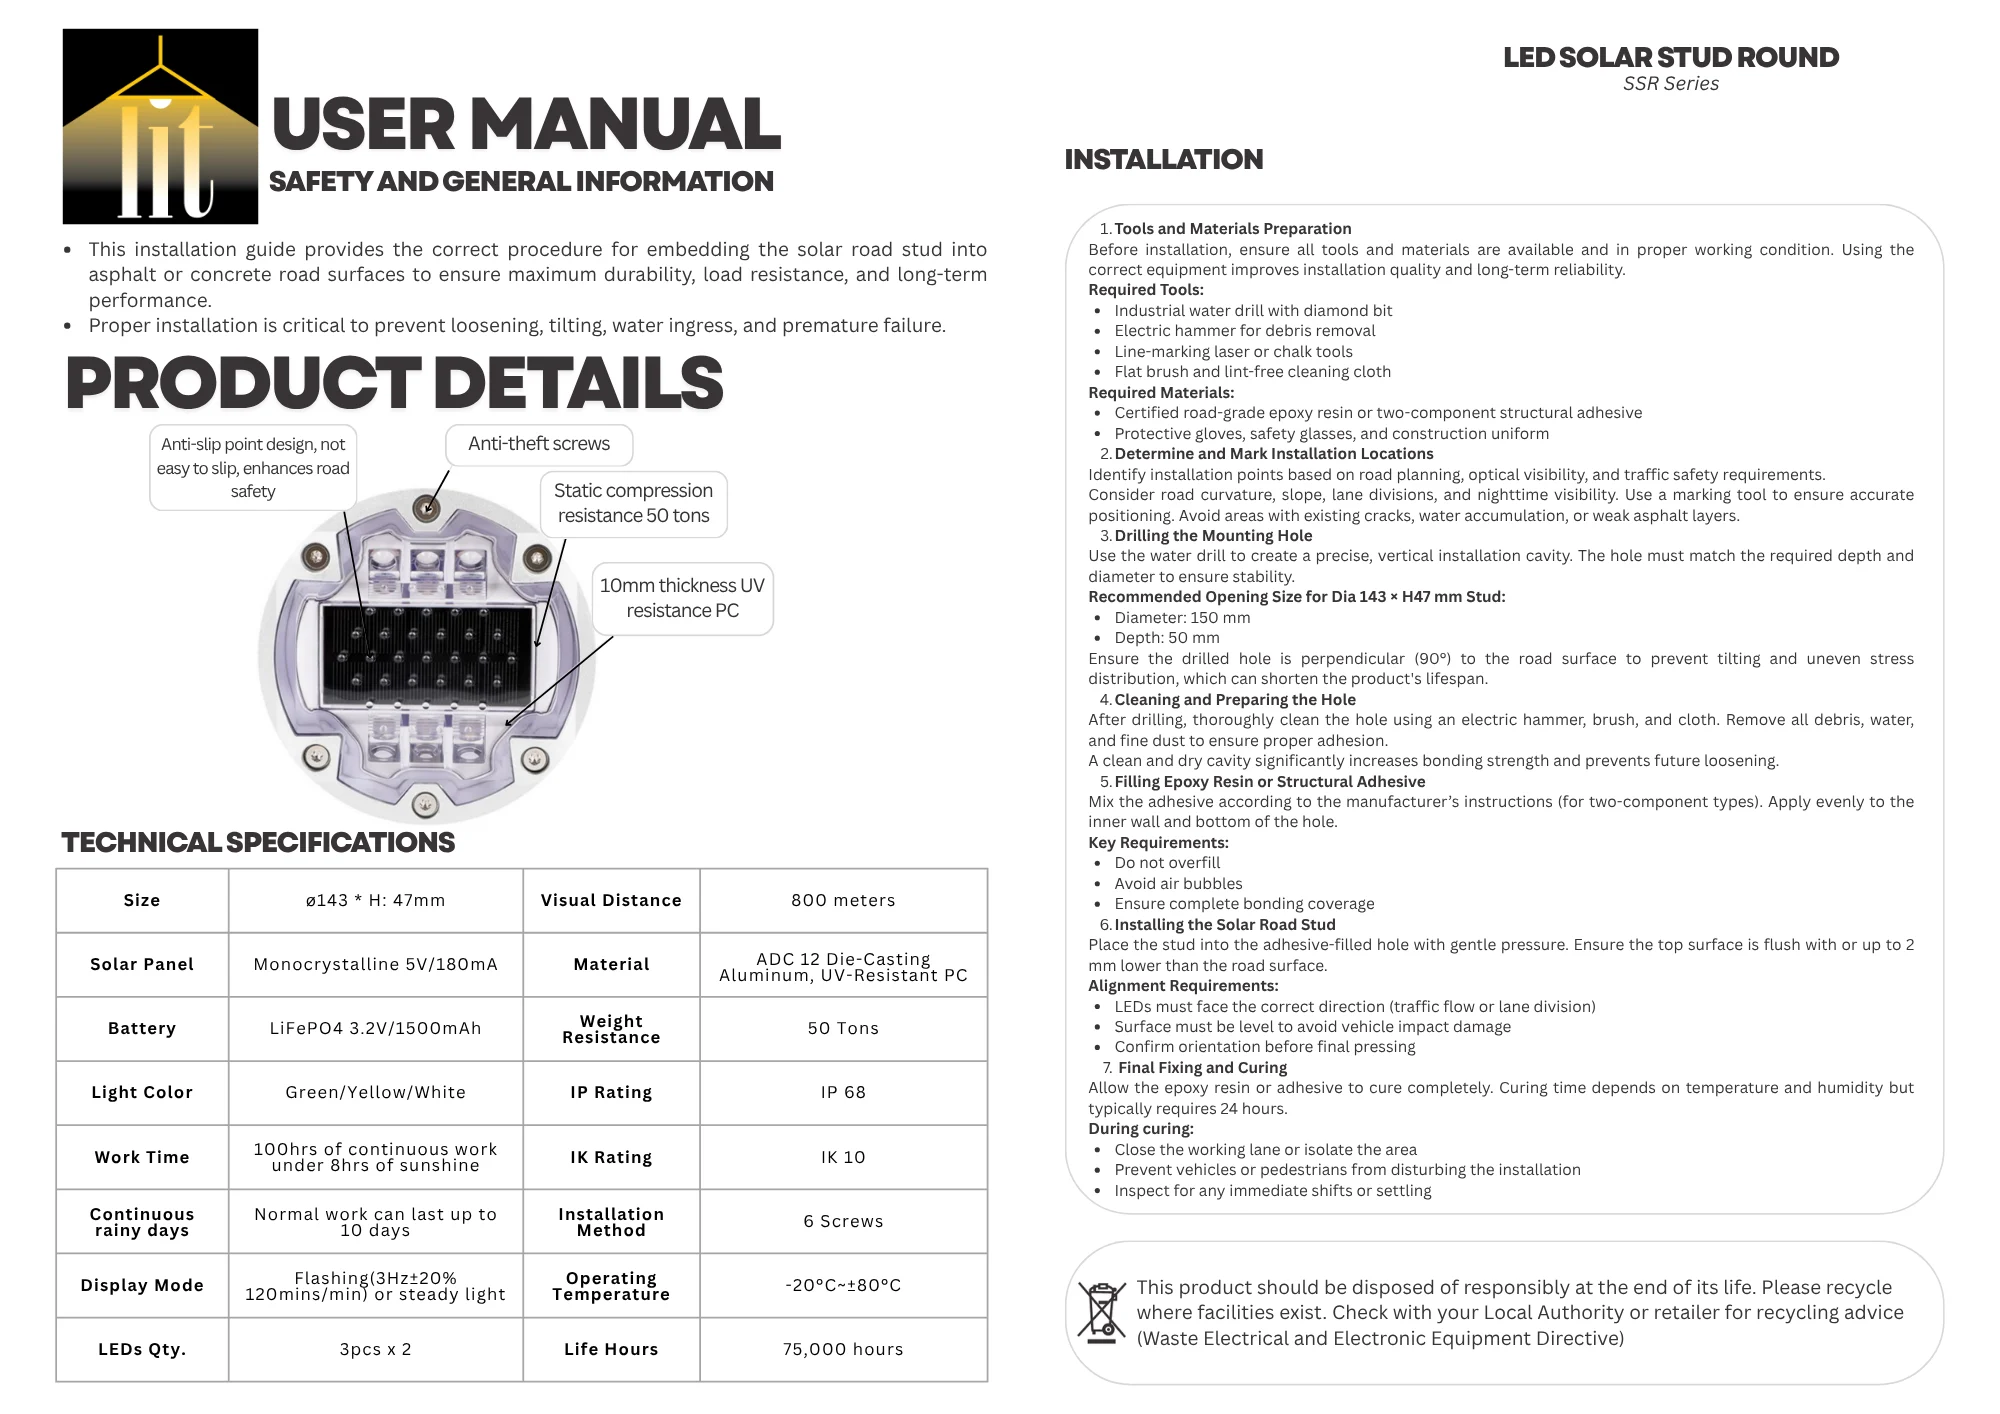 lit
USER MANUAL
SAFETY AND GENERAL INFORMATION
• This installation guide provides the correct procedure for embedding the solar road stud into
asphalt or concrete road surfaces to ensure maximum durability, load resistance, and long-term
performance.
• Proper installation is critical to prevent loosening, tilting, water ingress, and premature failure.
PRODUCT DETAILS
Anti-slip point design, not
easy to slip, enhances road
safety
Anti-theft screws
Static compression
resistance 50 tons
10mm thickness UV
resistance PC
TECHNICAL SPECIFICATIONS
Size
ø143 * H: 47mm
Visual Distance
800 meters
Solar Panel
Monocrystalline 5V/180mA
Material
ADC 12 Die-Casting
Aluminum, UV-Resistant PC
Battery
LiFePO4 3.2V/1500mAh
Weight
Resistance
50 Tons
Light Color
Green/Yellow/White
IP Rating
IP 68
Work Time
100hrs of continuous work
under 8hrs of sunshine
IK Rating
IK 10
Continuous
rainy days
Normal work can last up to
10 days
Installation
Method
6 Screws
Display Mode
Flashing(3Hz±20%
120mins/min) or steady light
Operating
Temperature
-20°C~±80°C
LEDs Qty.
3pcs x 2
Life Hours
75,000 hours
LED SOLAR STUD ROUND
SSR Series
INSTALLATION
1. Tools and Materials Preparation
Before installation, ensure all tools and materials are available and in proper working condition. Using the
correct equipment improves installation quality and long-term reliability.
Required Tools:
• Industrial water drill with diamond bit
• Electric hammer for debris removal
• Line-marking laser or chalk tools
• Flat brush and lint-free cleaning cloth
Required Materials:
• Certified road-grade epoxy resin or two-component structural adhesive
• Protective gloves, safety glasses, and construction uniform
2. Determine and Mark Installation Locations
Identify installation points based on road planning, optical visibility, and traffic safety requirements.
Consider road curvature, slope, lane divisions, and nighttime visibility. Use a marking tool to ensure accurate
positioning. Avoid areas with existing cracks, water accumulation, or weak asphalt layers.
3. Drilling the Mounting Hole
Use the water drill to create a precise, vertical installation cavity. The hole must match the required depth and
diameter to ensure stability.
Recommended Opening Size for Dia 143 × H47 mm Stud:
• Diameter: 150 mm
• Depth: 50 mm
Ensure the drilled hole is perpendicular (90°) to the road surface to prevent tilting and uneven stress
distribution, which can shorten the product's lifespan.
4. Cleaning and Preparing the Hole
After drilling, thoroughly clean the hole using an electric hammer, brush, and cloth. Remove all debris, water,
and fine dust to ensure proper adhesion.
A clean and dry cavity significantly increases bonding strength and prevents future loosening.
5. Filling Epoxy Resin or Structural Adhesive
Mix the adhesive according to the manufacturer’s instructions (for two-component types). Apply evenly to the
inner wall and bottom of the hole.
Key Requirements:
• Do not overfill
• Avoid air bubbles
• Ensure complete bonding coverage
6. Installing the Solar Road Stud
Place the stud into the adhesive-filled hole with gentle pressure. Ensure the top surface is flush with or up to 2
mm lower than the road surface.
Alignment Requirements:
• LEDs must face the correct direction (traffic flow or lane division)
• Surface must be level to avoid vehicle impact damage
• Confirm orientation before final pressing
7. Final Fixing and Curing
Allow the epoxy resin or adhesive to cure completely. Curing time depends on temperature and humidity but
typically requires 24 hours.
During curing:
• Close the working lane or isolate the area
• Prevent vehicles or pedestrians from disturbing the installation
• Inspect for any immediate shifts or settling
This product should be disposed of responsibly at the end of its life. Please recycle
where facilities exist. Check with your Local Authority or retailer for recycling advice
(Waste Electrical and Electronic Equipment Directive)